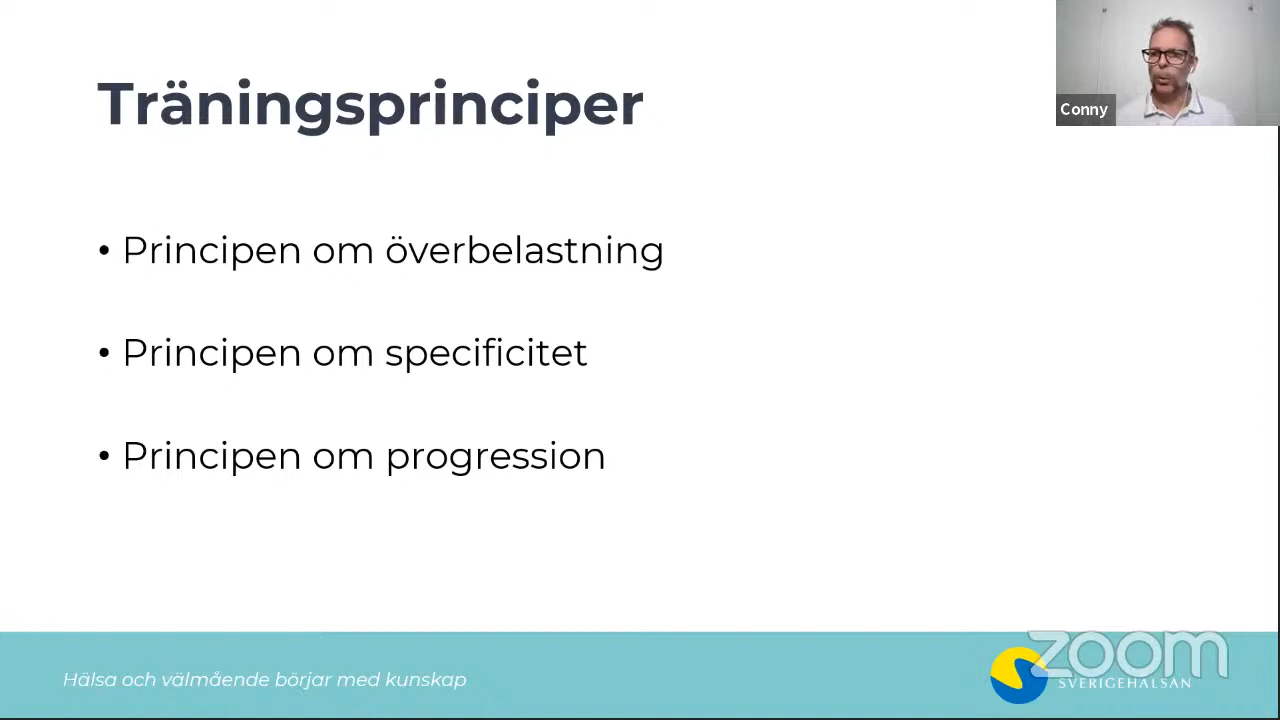 Träningsprinciper
Conny
• Principen om överbelastning
• Principen om specificitet
• Principen om progression
Hälsa och välmående börjar med kunskap
zoom
SVERIGEHÄLSAN